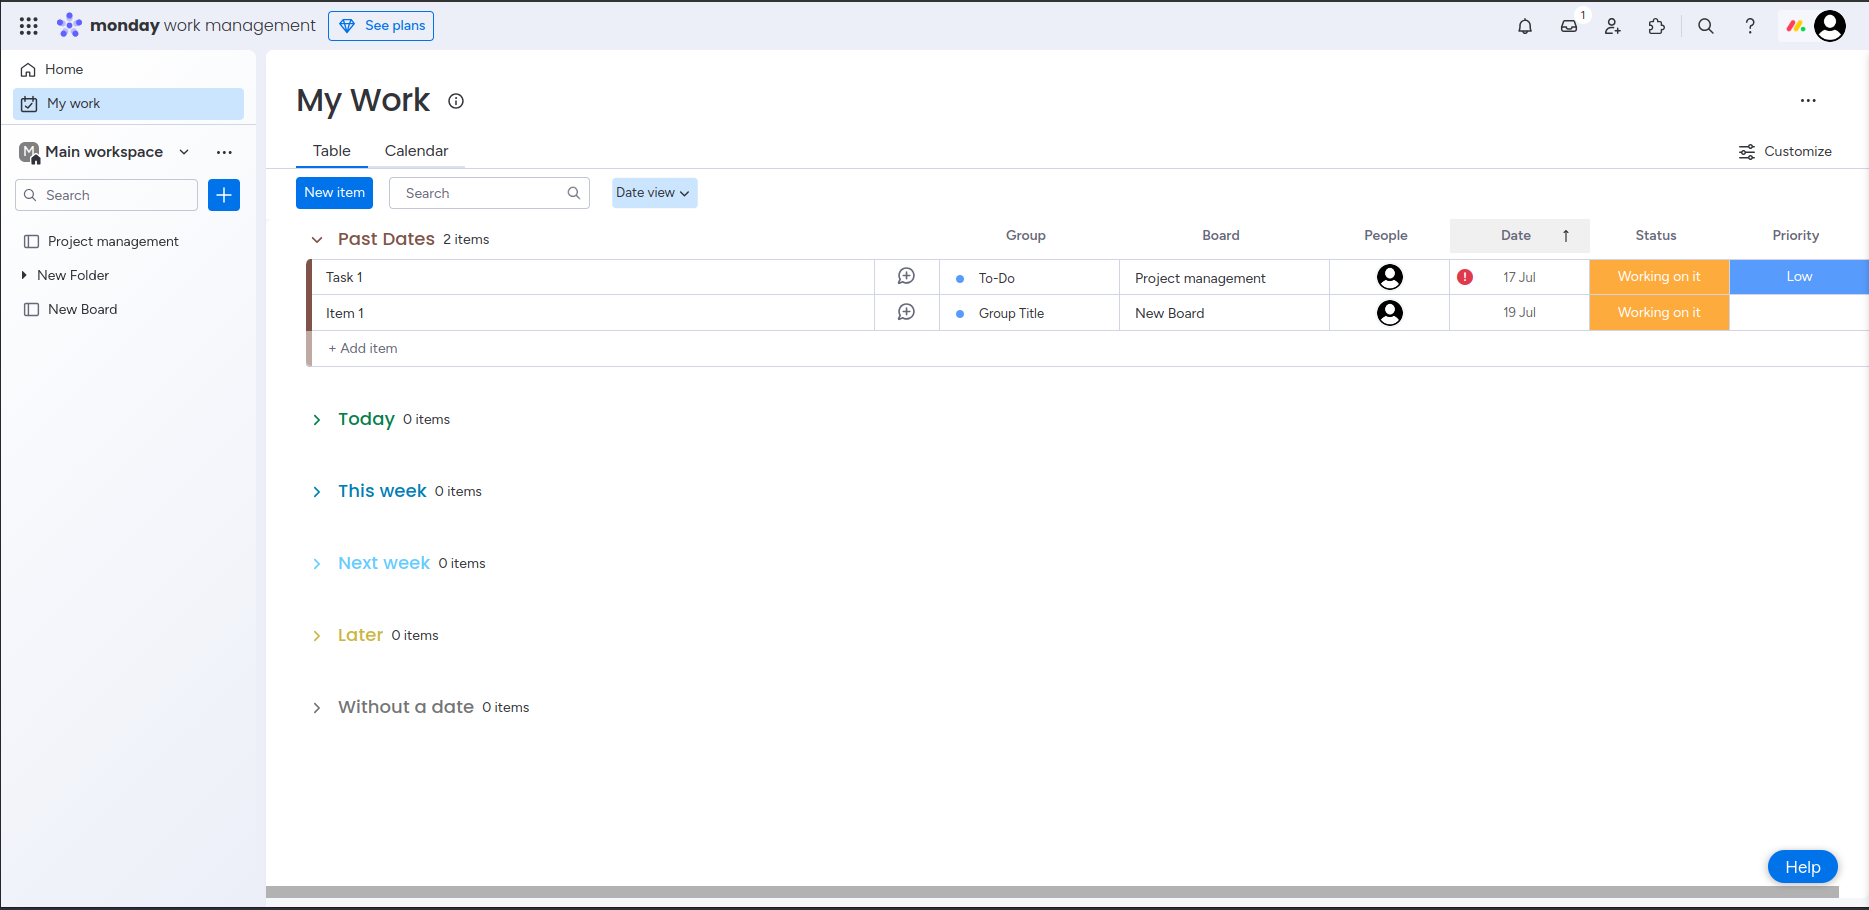 monday work management
See plans
1
Home
My work
M Main workspace
Search
Project management
New Folder
New Board
My Work
Table
Calendar
Customize
New item
Search
Date view
Past Dates 2 items
Group
Board
People
Date
Status
Priority
Task 1
To-Do
Project management
17 Jul
Working on it
Low
Item 1
Group Title
New Board
19 Jul
Working on it
+ Add item
Today 0 items
This week 0 items
Next week 0 items
Later 0 items
Without a date 0 items
Help